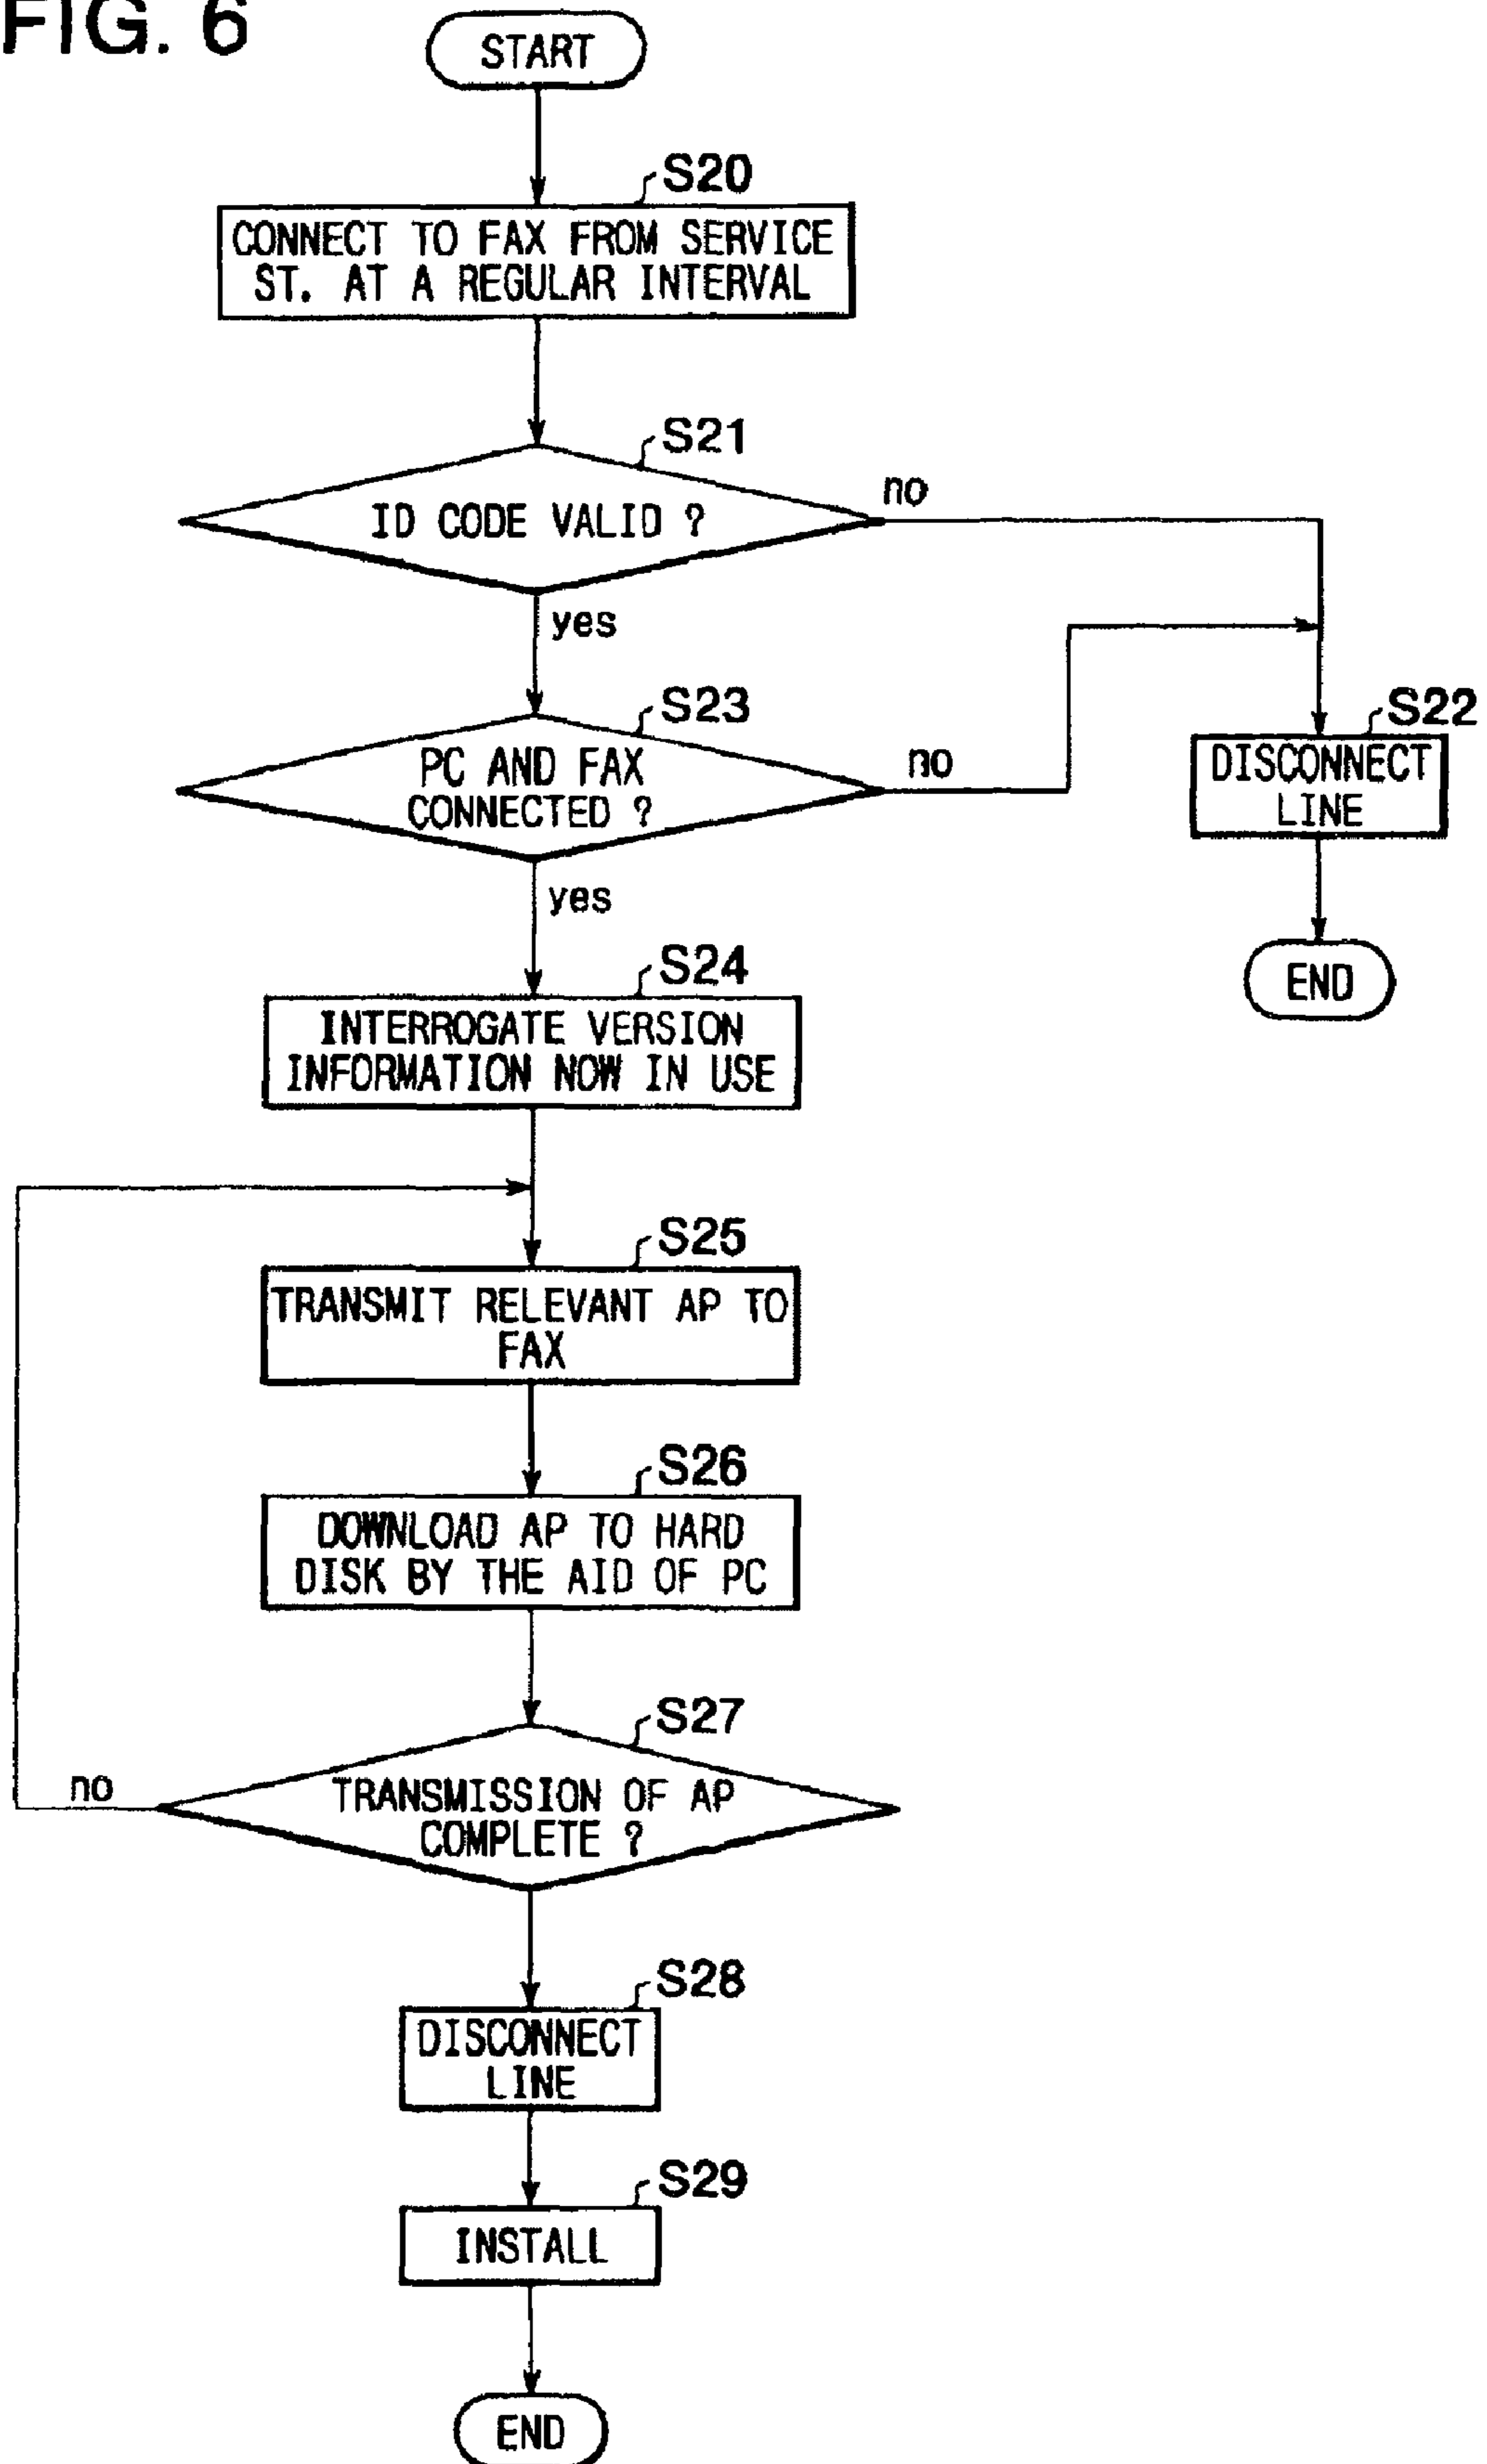 FIG. 6
START
S20
CONNECT TO FAX FROM SERVICE
ST. AT A REGULAR INTERVAL
S21
ID CODE VALID ?
no
yes
S23
PC AND FAX
CONNECTED ?
no
S22
DISCONNECT
LINE
END
yes
S24
INTERROGATE VERSION
INFORMATION NOW IN USE
S25
TRANSMIT RELEVANT AP TO
FAX
S26
DOWNLOAD AP TO HARD
DISK BY THE AID OF PC
S27
TRANSMISSION OF AP
COMPLETE ?
no
S28
DISCONNECT
LINE
S29
INSTALL
END